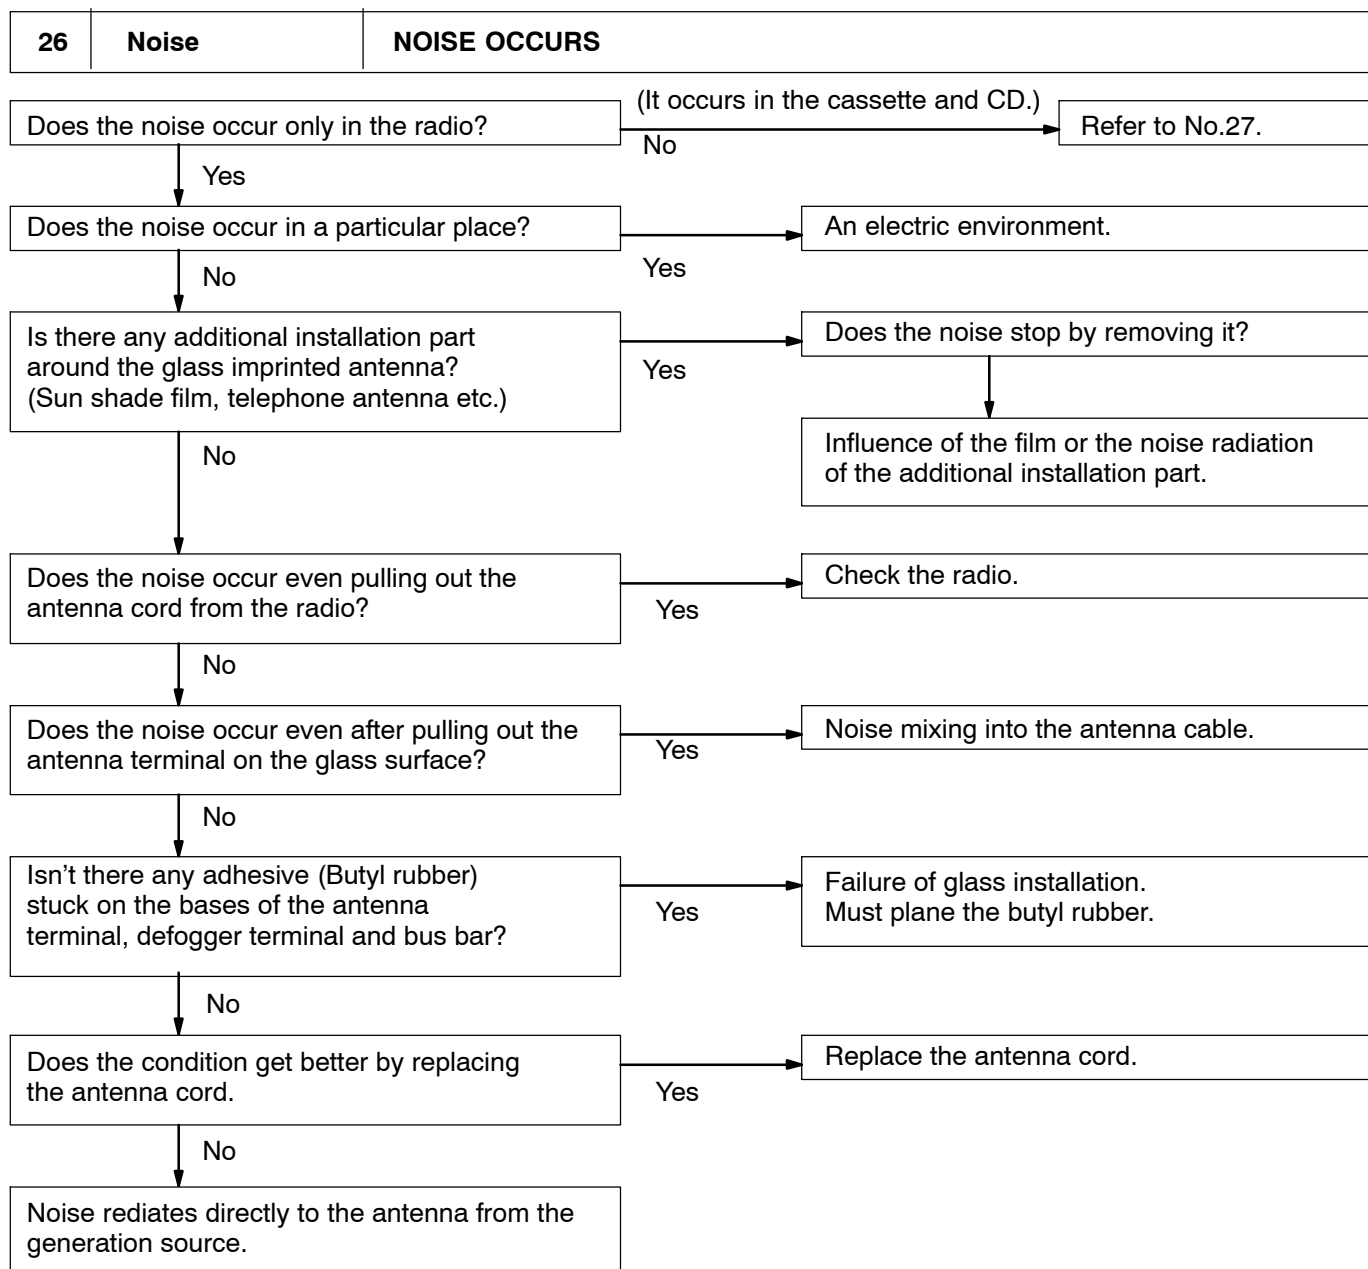 26 Noise NOISE OCCURS
(It occurs in the cassette and CD.)
Does the noise occur only in the radio?
No
Refer to No.27.
Yes
Does the noise occur in a particular place?
Yes
An electric environment.
No
Is there any additional installation part
around the glass imprinted antenna?
(Sun shade film, telephone antenna etc.)
Yes
Does the noise stop by removing it?
Influence of the film or the noise radiation
of the additional installation part.
No
Does the noise occur even pulling out the
antenna cord from the radio?
Yes
Check the radio.
No
Does the noise occur even after pulling out the
antenna terminal on the glass surface?
Yes
Noise mixing into the antenna cable.
No
Isn't there any adhesive (Butyl rubber)
stuck on the bases of the antenna
terminal, defogger terminal and bus bar?
Yes
Failure of glass installation.
Must plane the butyl rubber.
No
Does the condition get better by replacing
the antenna cord.
Yes
Replace the antenna cord.
No
Noise rediates directly to the antenna from the
generation source.